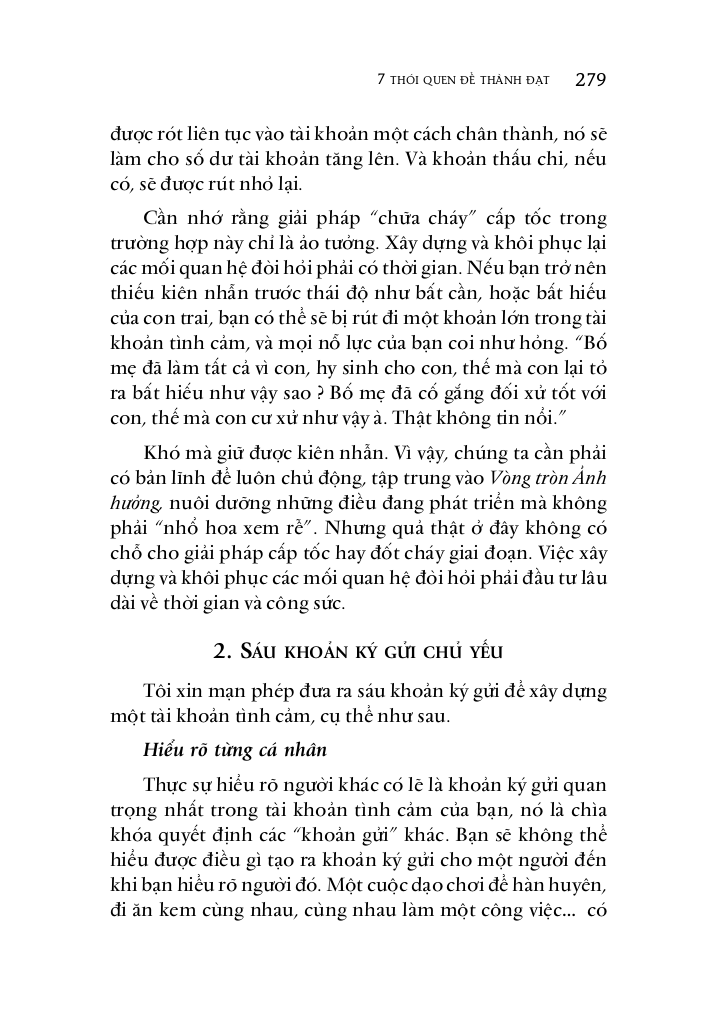 7 THÓI QUEN ĐỂ THÀNH ĐẠT 279
được rót liên tục vào tài khoản một cách chân thành, nó sẽ
làm cho số dư tài khoản tăng lên. Và khoản thấu chi, nếu
có, sẽ được rút nhỏ lại.
Cần nhớ rằng giải pháp “chữa cháy” cấp tốc trong
trường hợp này chỉ là ảo tưởng. Xây dựng và khôi phục lại
các mối quan hệ đòi hỏi phải có thời gian. Nếu bạn trở nên
thiếu kiên nhẫn trước thái độ như bất cần, hoặc bất hiếu
của con trai, bạn có thể sẽ bị rút đi một khoản lớn trong tài
khoản tình cảm, và mọi nỗ lực của bạn coi như hỏng. “Bố
mẹ đã làm tất cả vì con, hy sinh cho con, thế mà con lại tỏ
ra bất hiếu như vậy sao ? Bố mẹ đã cố gắng đối xử tốt với
con, thế mà con cư xử như vậy à. Thật không tin nổi.”
Khó mà giữ được kiên nhẫn. Vì vậy, chúng ta cần phải
có bản lĩnh để luôn chủ động, tập trung vào Vòng tròn Ảnh
hưởng, nuôi dưỡng những điều đang phát triển mà không
phải “nhổ hoa xem rễ”. Nhưng quả thật ở đây không có
chỗ cho giải pháp cấp tốc hay đốt cháy giai đoạn. Việc xây
dựng và khôi phục các mối quan hệ đòi hỏi phải đầu tư lâu
dài về thời gian và công sức.
2. SÁU KHOẢN KÝ GỬI CHỦ YẾU
Tôi xin mạn phép đưa ra sáu khoản ký gửi để xây dựng
một tài khoản tình cảm, cụ thể như sau.
Hiểu rõ từng cá nhân
Thực sự hiểu rõ người khác có lẽ là khoản ký gửi quan
trọng nhất trong tài khoản tình cảm của bạn, nó là chìa
khóa quyết định các “khoản gửi” khác. Bạn sẽ không thể
hiểu được điều gì tạo ra khoản ký gửi cho một người đến
khi bạn hiểu rõ người đó. Một cuộc dạo chơi để hàn huyên,
đi ăn kem cùng nhau, cùng nhau làm một công việc... có